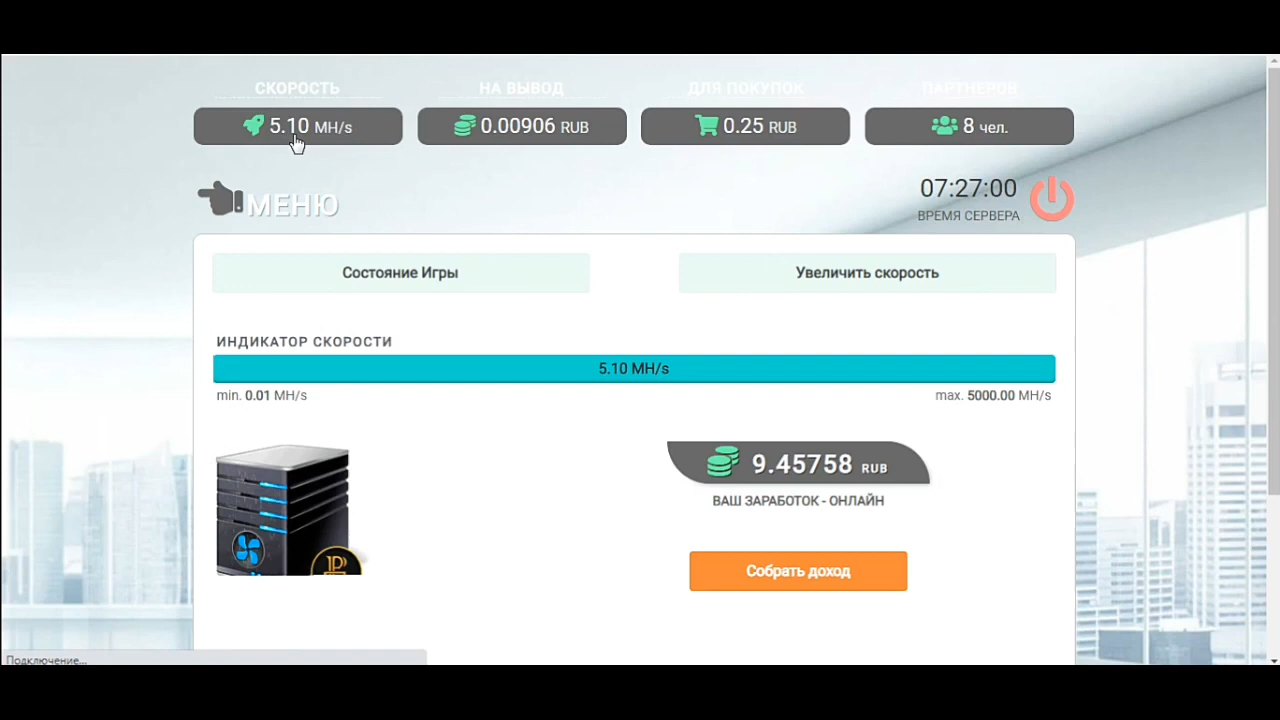 СКОРОСТЬ
НА ВЫВОД
ДЛЯ ПОКУПОК
ПАРТНЕРОВ
5.10 MH/s
0.00906 RUB
0.25 RUB
8 чел.
МЕНЮ
07:27:00
ВРЕМЯ СЕРВЕРА
Состояние Игры
Увеличить скорость
ИНДИКАТОР СКОРОСТИ
5.10 MH/s
min. 0.01 MH/s
max. 5000.00 MH/s
9.45758 RUB
ВАШ ЗАРАБОТОК - ОНЛАЙН
Собрать доход
Подключение...